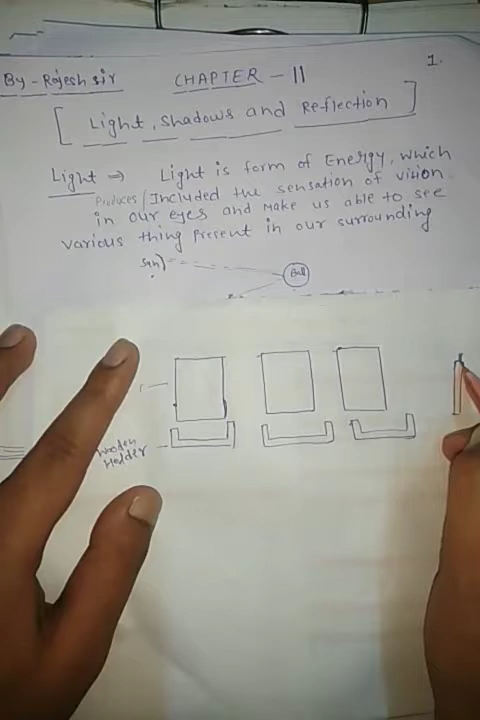 1.
By - Rajesh sir CHAPTER - 11
[ Light, Shadows and Reflection ]
Light ⇒ Light is form of Energy, which
Produces / Included the sensation of vision
in our eyes and make us able to see
various thing present in our surrounding
Sun
Ball
Wooden
Holder